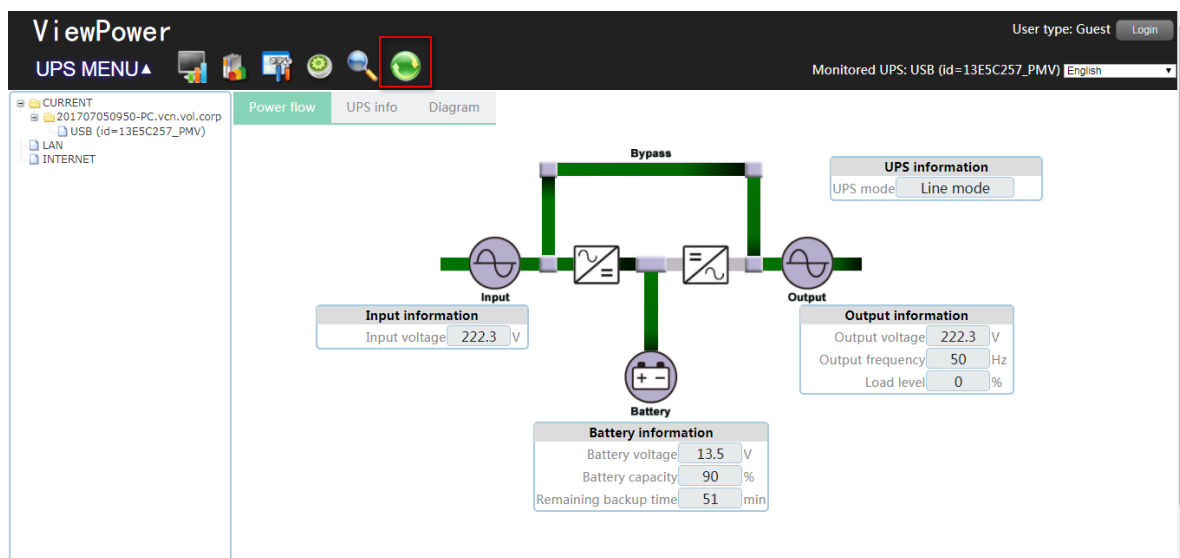 ViewPower
User type: Guest Login
UPS MENU▲
Monitored UPS: USB (id=13E5C257_PMV) English
CURRENT
201707050950-PC.vcn.vol.corp
USB (id=13E5C257_PMV)
LAN
INTERNET
Power flow UPS info Diagram
Bypass
UPS information
UPS mode Line mode
Input
Output
Input information
Input voltage 222.3 V
Output information
Output voltage 222.3 V
Output frequency 50 Hz
Load level 0 %
Battery
Battery information
Battery voltage 13.5 V
Battery capacity 90 %
Remaining backup time 51 min